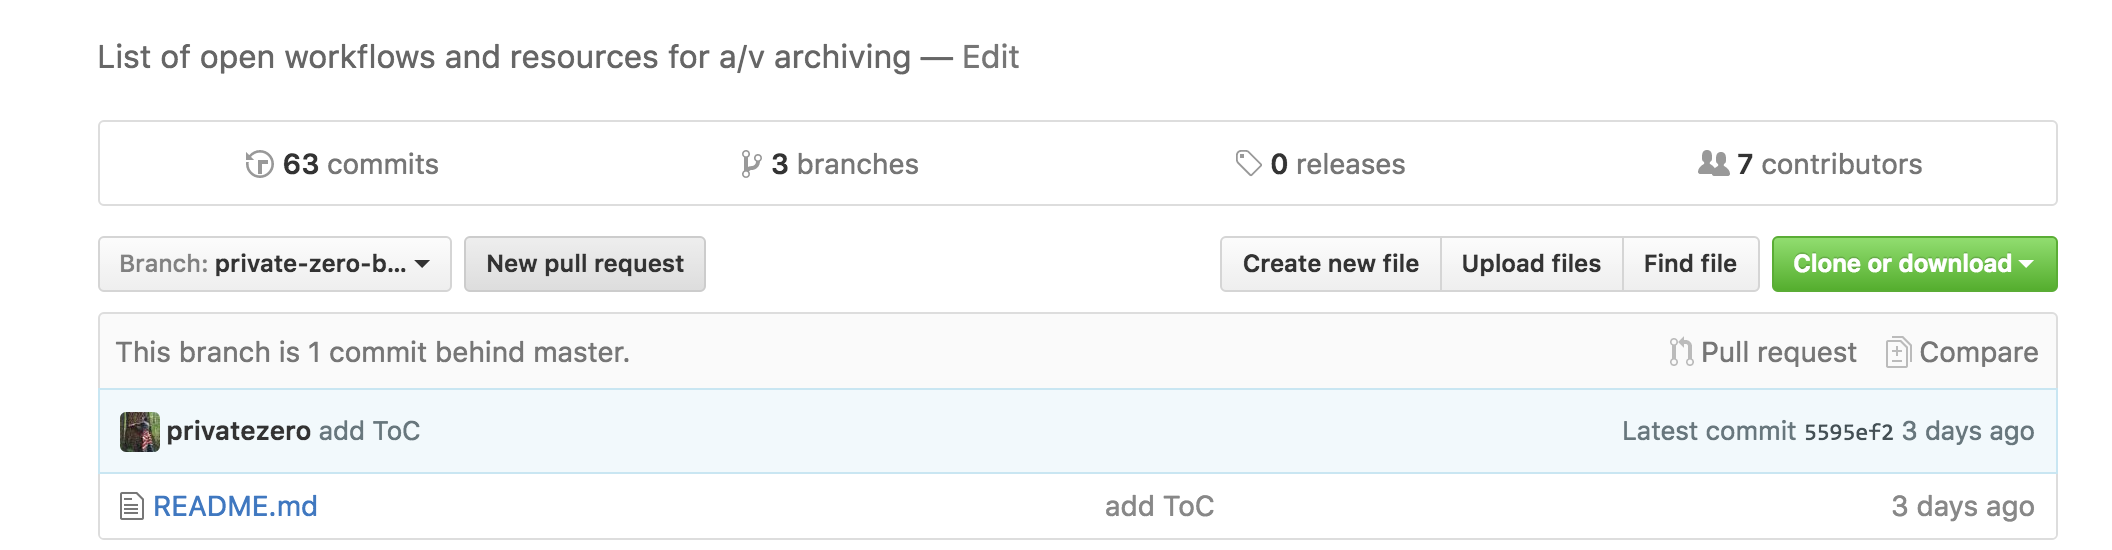 List of open workflows and resources for a/v archiving — Edit
63 commits 3 branches 0 releases 7 contributors
Branch: private-zero-b... New pull request Create new file Upload files Find file Clone or download
This branch is 1 commit behind master. Pull request Compare
privatezero add ToC Latest commit 5595ef2 3 days ago
README.md add ToC 3 days ago